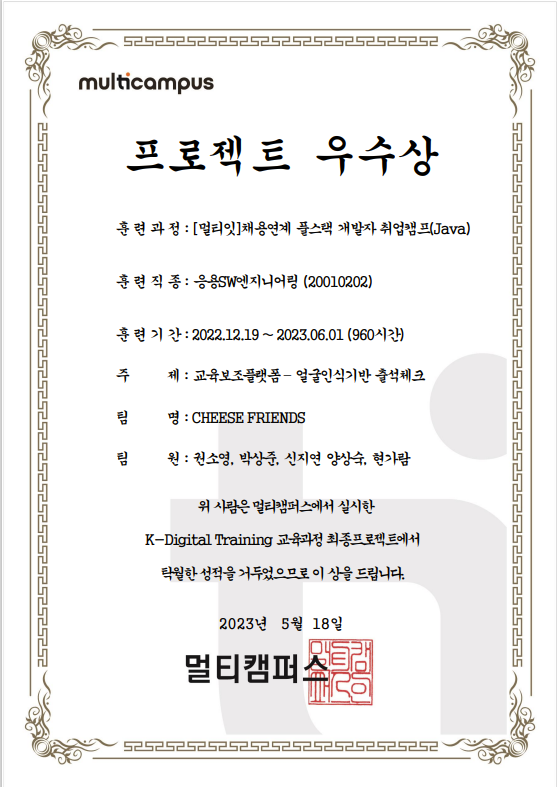 multicampus
프로젝트 우수상
훈 련 과 정 : [멀티잇]채용연계 풀스택 개발자 취업캠프(Java)
훈 련 직 종 : 응용SW엔지니어링 (20010202)
훈 련 기 간 : 2022.12.19 ~ 2023.06.01 (960시간)
주 제 : 교육보조플랫폼 – 얼굴인식기반 출석체크
팀 명 : CHEESE FRIENDS
팀 원 : 권소영, 박상준, 신지연 양상숙, 현가람
위 사람은 멀티캠퍼스에서 실시한
K-Digital Training 교육과정 최종프로젝트에서
탁월한 성적을 거두었으므로 이 상을 드립니다.
2023년 5월 18일
멀티캠퍼스